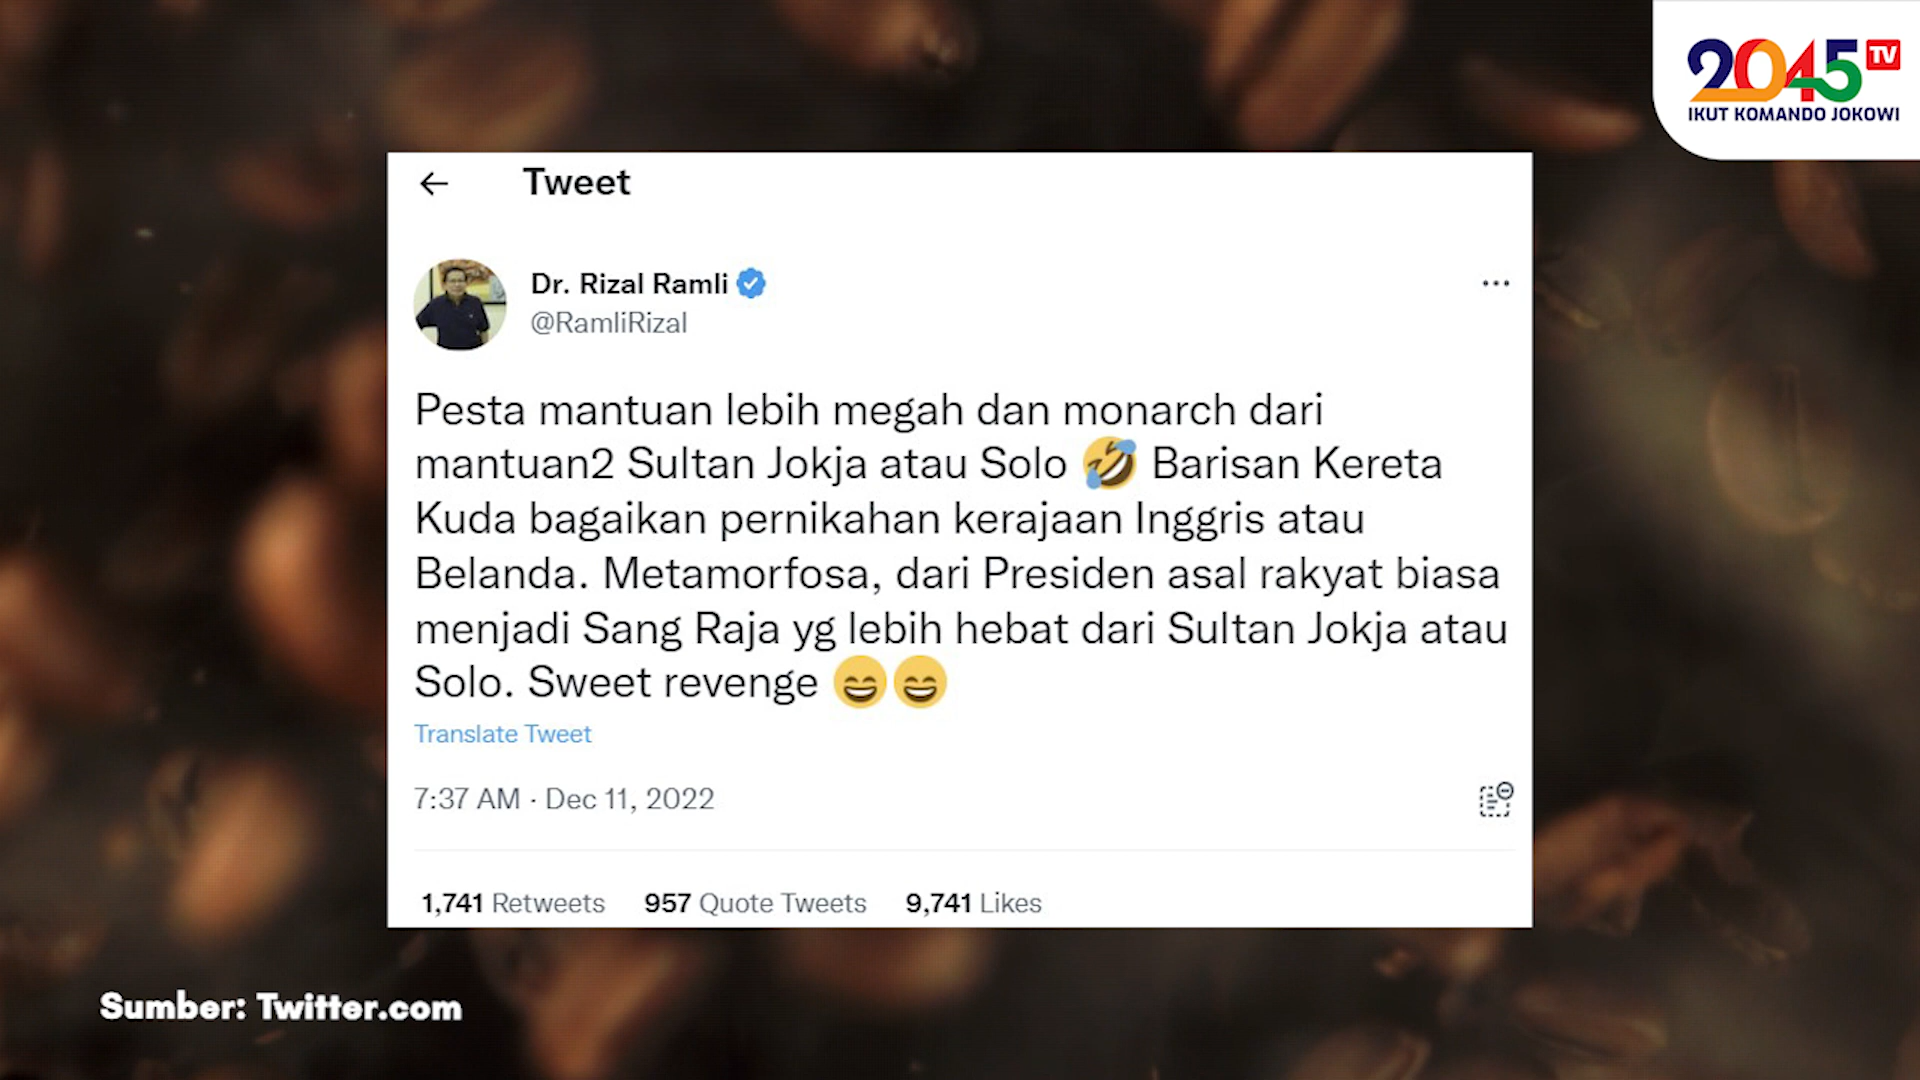 2045 TV
IKUT KOMANDO JOKOWI
Tweet
Dr. Rizal Ramli
@RamliRizal
Pesta mantuan lebih megah dan monarch dari
mantuan2 Sultan Jokja atau Solo 🤣 Barisan Kereta
Kuda bagaikan pernikahan kerajaan Inggris atau
Belanda. Metamorfosa, dari Presiden asal rakyat biasa
menjadi Sang Raja yg lebih hebat dari Sultan Jokja atau
Solo. Sweet revenge 😄😄
Translate Tweet
7:37 AM · Dec 11, 2022
1,741 Retweets 957 Quote Tweets 9,741 Likes
Sumber: Twitter.com